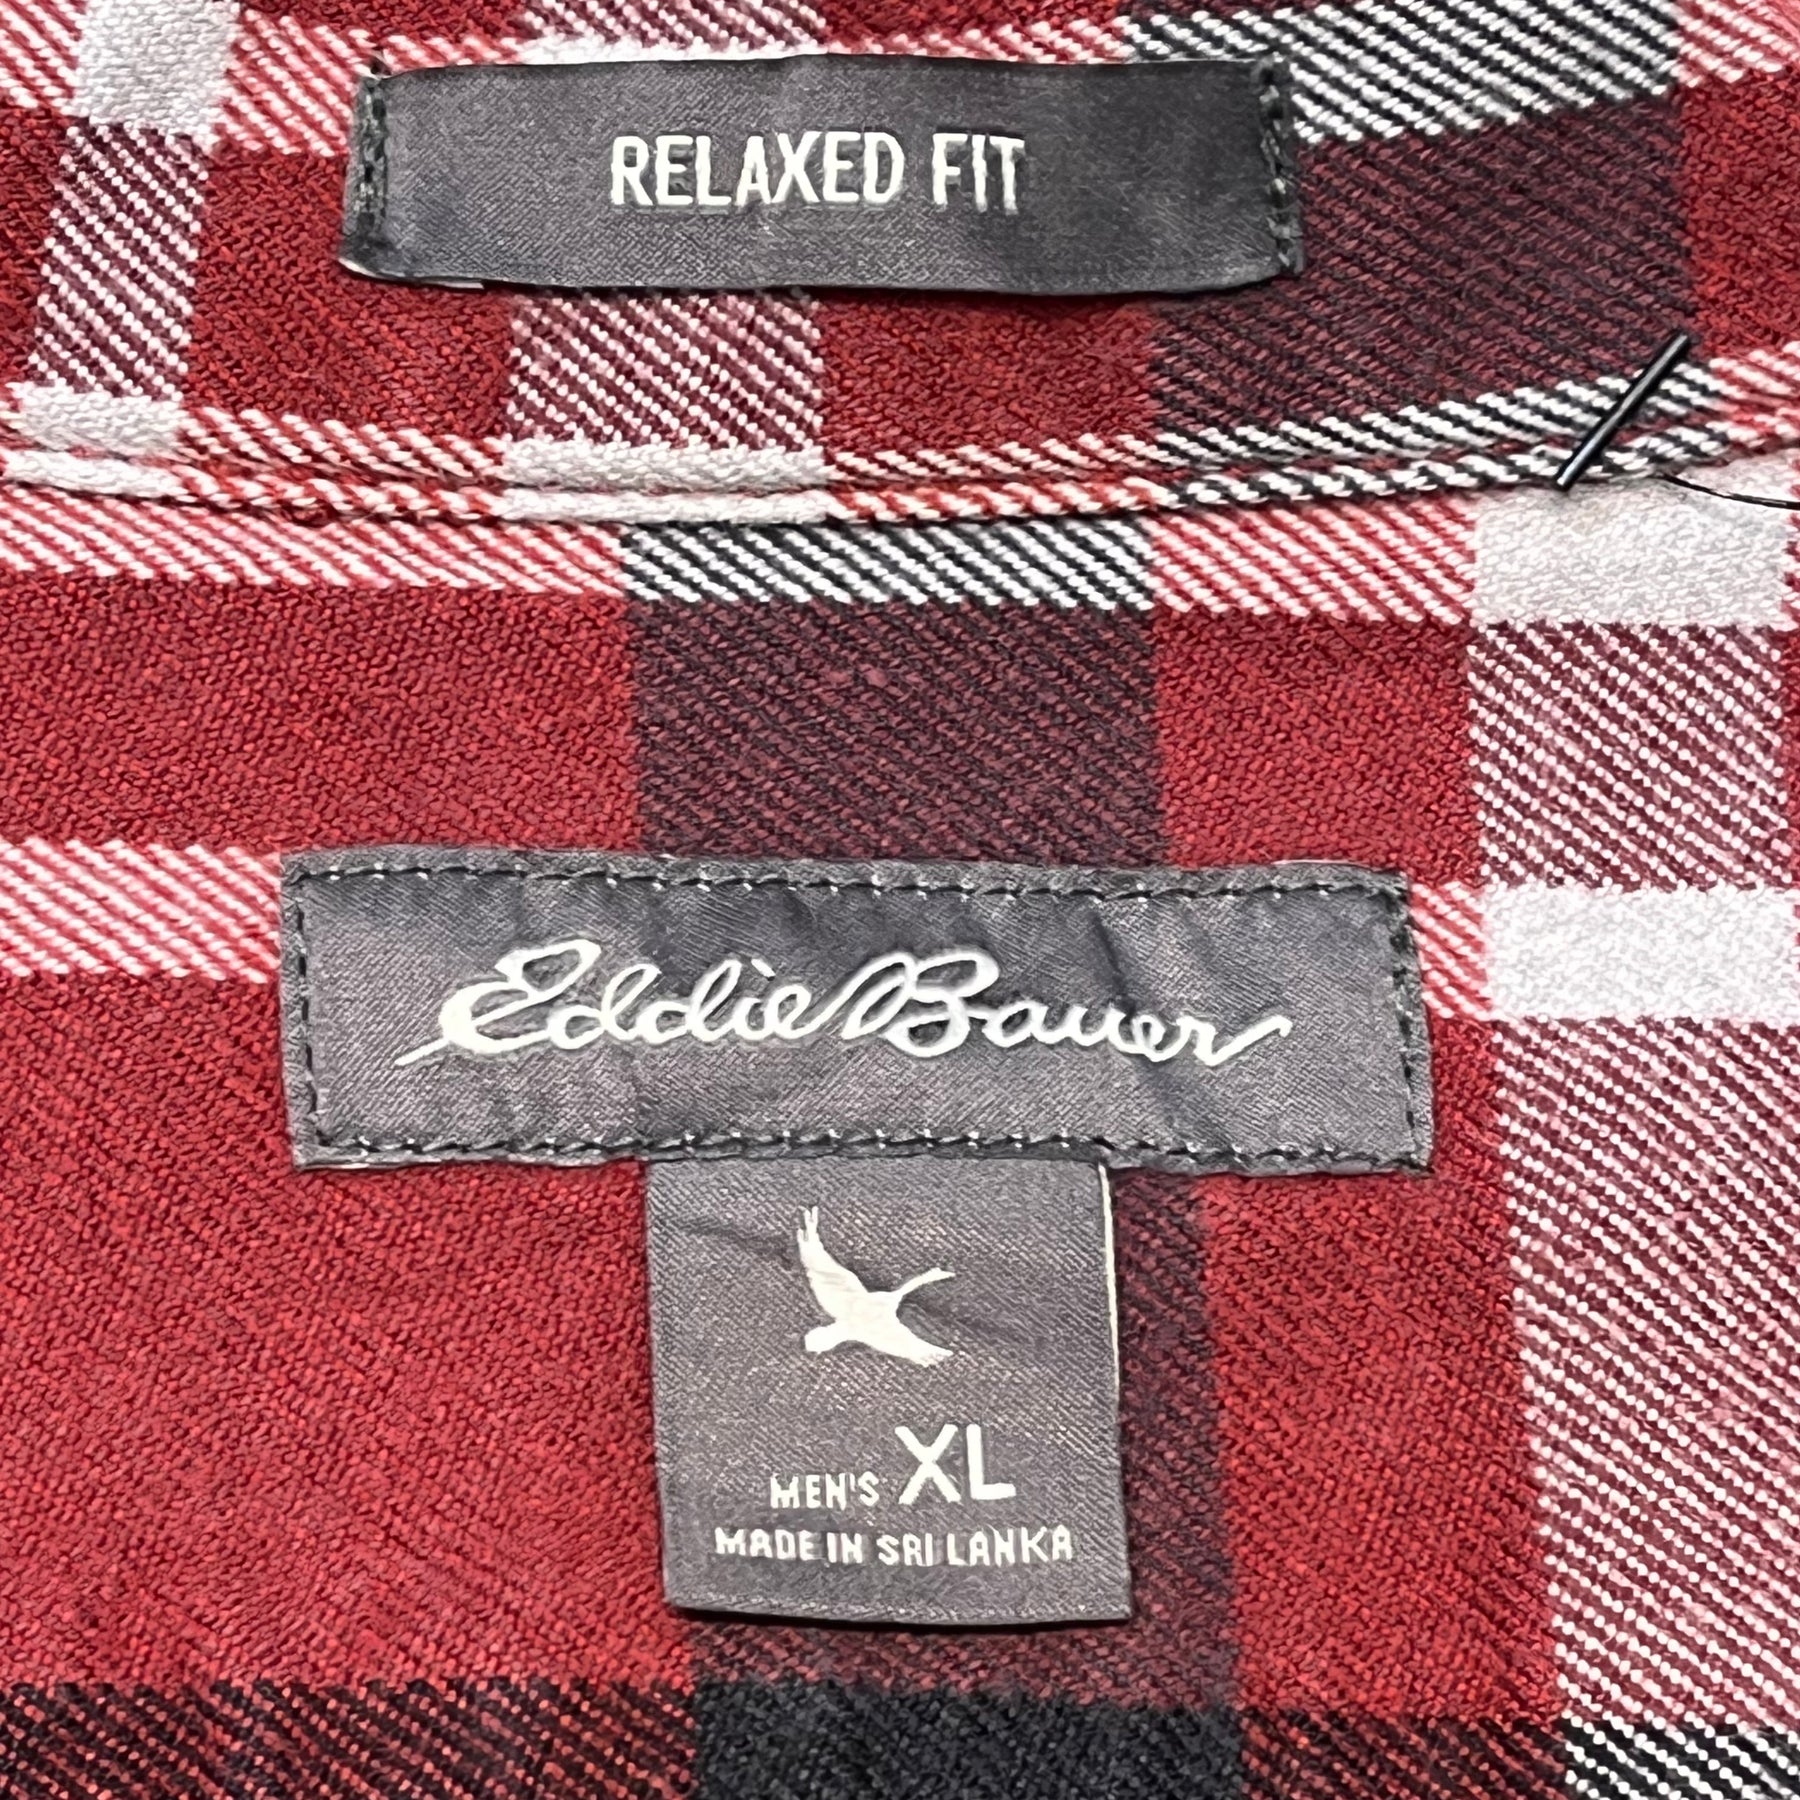 RELAXED FIT
Eddie Bauer
MEN'S XL
MADE IN SRI LANKA